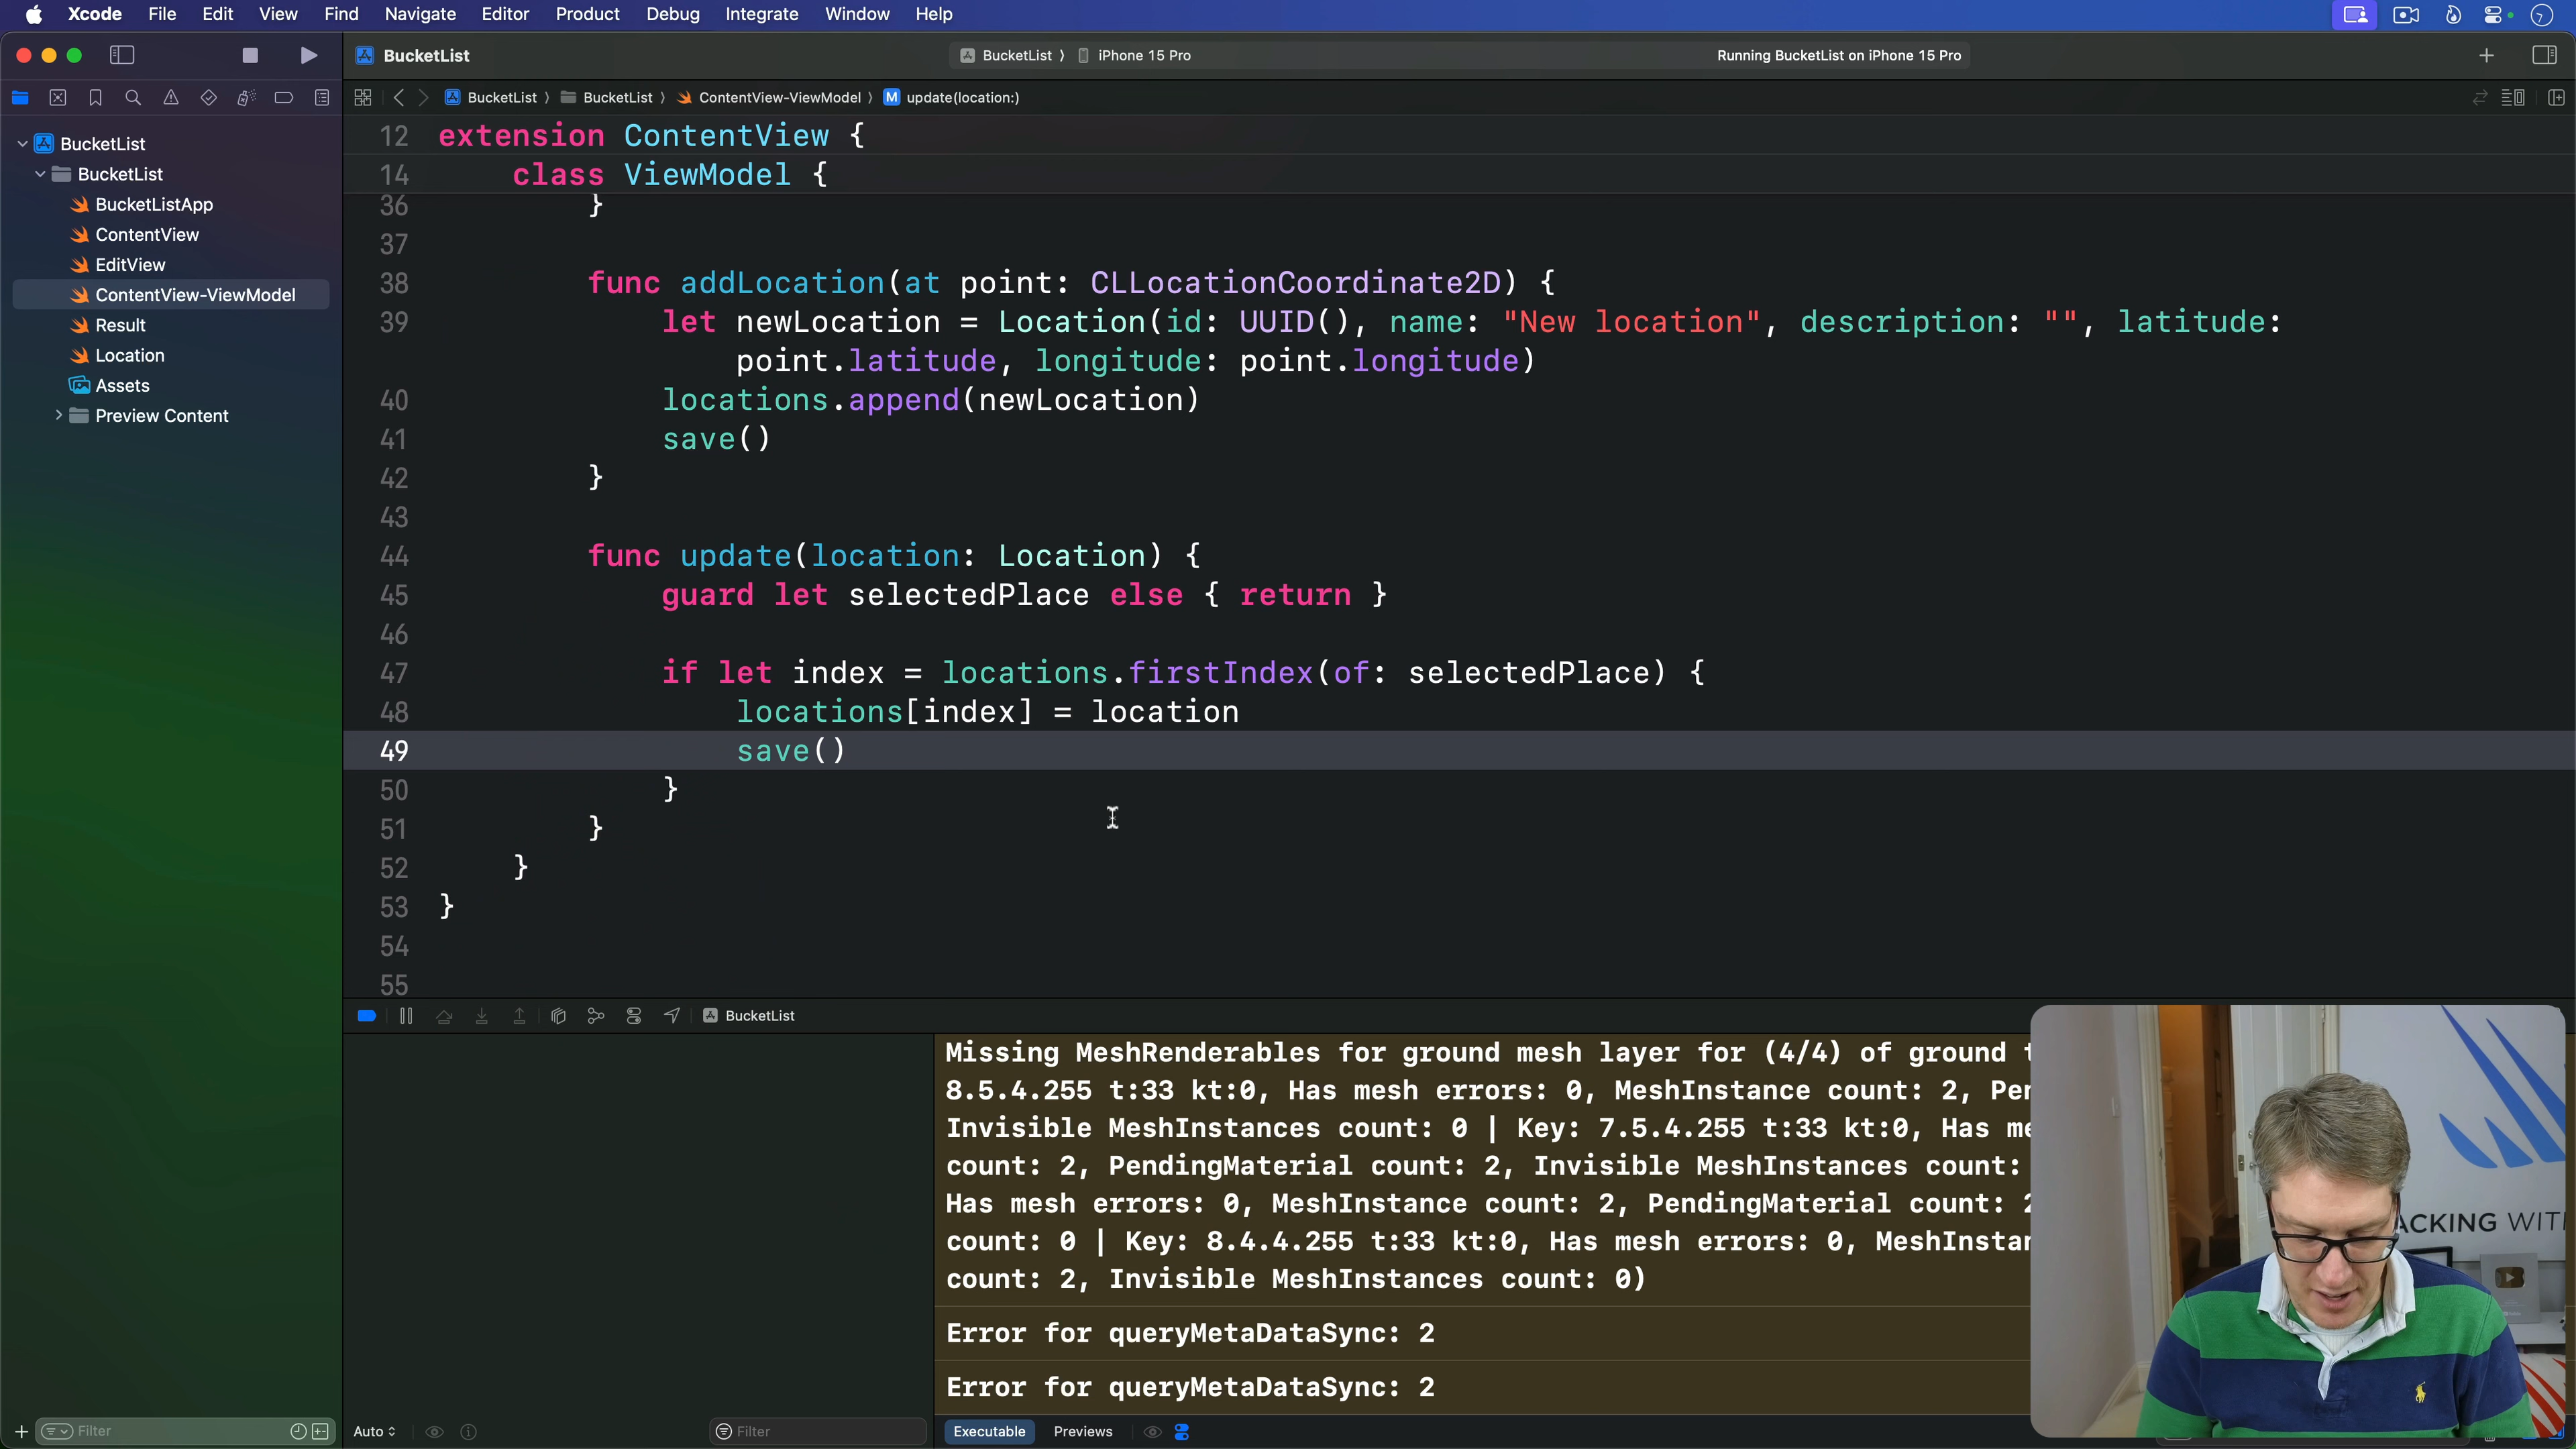 Xcode File Edit View Find Navigate Editor Product Debug Integrate Window Help
BucketList
BucketList 〉 iPhone 15 Pro
Running BucketList on iPhone 15 Pro
BucketList 〉 BucketList 〉 ContentView-ViewModel 〉 M update(location:)
BucketList
BucketList
BucketListApp
ContentView
EditView
ContentView-ViewModel
Result
Location
Assets
Preview Content
12 extension ContentView {
14 class ViewModel {
36 }
37
38 func addLocation(at point: CLLocationCoordinate2D) {
39 let newLocation = Location(id: UUID(), name: "New location", description: "", latitude:
point.latitude, longitude: point.longitude)
40 locations.append(newLocation)
41 save()
42 }
43
44 func update(location: Location) {
45 guard let selectedPlace else { return }
46
47 if let index = locations.firstIndex(of: selectedPlace) {
48 locations[index] = location
49 save()
50 }
51 }
52 }
53 }
54
55
BucketList
Missing MeshRenderables for ground mesh layer for (4/4) of ground
8.5.4.255 t:33 kt:0, Has mesh errors: 0, MeshInstance count: 2,
Invisible MeshInstances count: 0 | Key: 7.5.4.255 t:33 kt:0, Has
count: 2, PendingMaterial count: 2, Invisible MeshInstances count:
Has mesh errors: 0, MeshInstance count: 2, PendingMaterial count:
count: 0 | Key: 8.4.4.255 t:33 kt:0, Has mesh errors: 0,
count: 2, Invisible MeshInstances count: 0)
Error for queryMetaDataSync: 2
Error for queryMetaDataSync: 2
Filter
Auto
Filter
Executable Previews
ACKING WITH